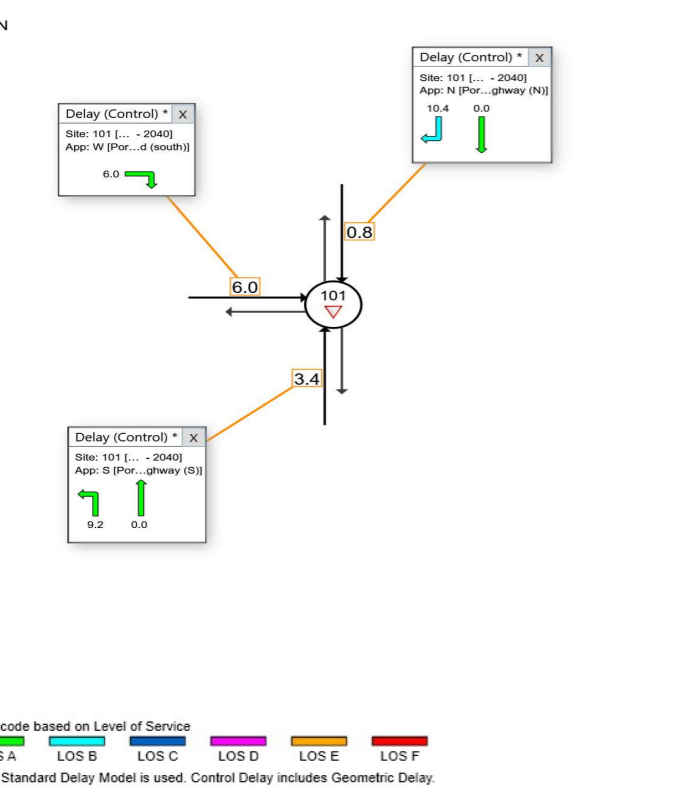 N
Delay (Control) * X
Site: 101 [... - 2040]
App: N [Por...ghway (N)]
10.4 0.0
Delay (Control) * X
Site: 101 [... - 2040]
App: W [Por...d (south)]
6.0
0.8
6.0
101
3.4
Delay (Control) * X
Site: 101 [... - 2040]
App: S [Por...ghway (S)]
9.2 0.0
code based on Level of Service
S A LOS B LOS C LOS D LOS E LOS F
Standard Delay Model is used. Control Delay includes Geometric Delay.